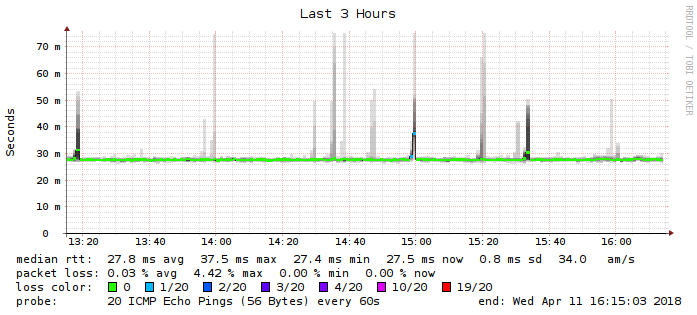 Last 3 Hours
RRDTOOL / TOBI OETIKER
Seconds
70 m
60 m
50 m
40 m
30 m
20 m
10 m
0
13:20 13:40 14:00 14:20 14:40 15:00 15:20 15:40 16:00
median rtt: 27.8 ms avg 37.5 ms max 27.4 ms min 27.5 ms now 0.8 ms sd 34.0 am/s
packet loss: 0.03 % avg 4.42 % max 0.00 % min 0.00 % now
loss color: 0 1/20 2/20 3/20 4/20 10/20 19/20
probe: 20 ICMP Echo Pings (56 Bytes) every 60s end: Wed Apr 11 16:15:03 2018